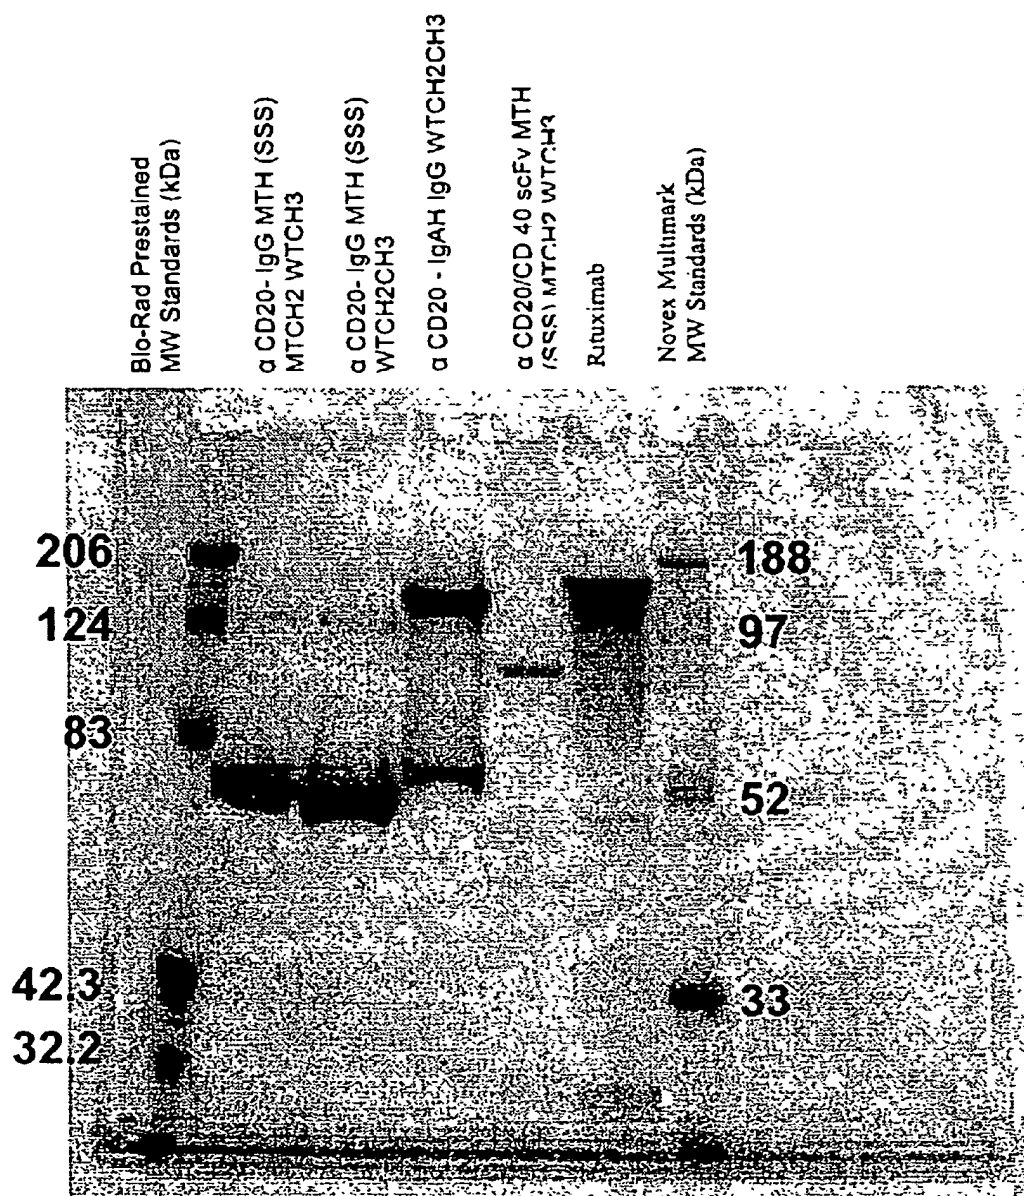 Bio-Rad Prestained
MW Standards (kDa)
α CD20- IgG MTH (SSS)
MTCH2 WTCH3
α CD20- IgG MTH (SSS)
WTCH2CH3
α CD20 - IgAH IgG WTCH2CH3
α CD20/CD 40 scFv MTH
(SSS) MTCH2 WTCH3
Rituximab
Novex Multimark
MW Standards (kDa)
206
124
83
42.3
32.2
188
97
52
33